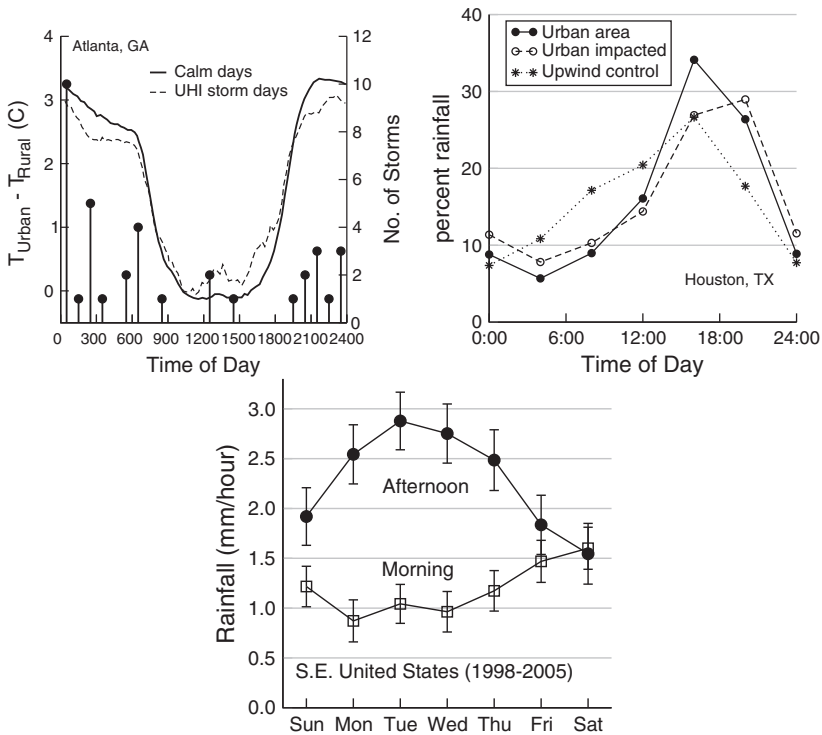 Atlanta, GA
Calm days
UHI storm days
4
3
2
1
0
T Urban - T Rural (C)
12
10
8
6
4
2
0
No. of Storms
0 300 600 900 1200 1500 1800 2100 2400
Time of Day
Urban area
Urban impacted
Upwind control
40
30
20
10
0
percent rainfall
Houston, TX
0:00 6:00 12:00 18:00 24:00
Time of Day
3.0
2.5
2.0
1.5
1.0
0.5
0.0
Rainfall (mm/hour)
Afternoon
Morning
S.E. United States (1998-2005)
Sun Mon Tue Wed Thu Fri Sat